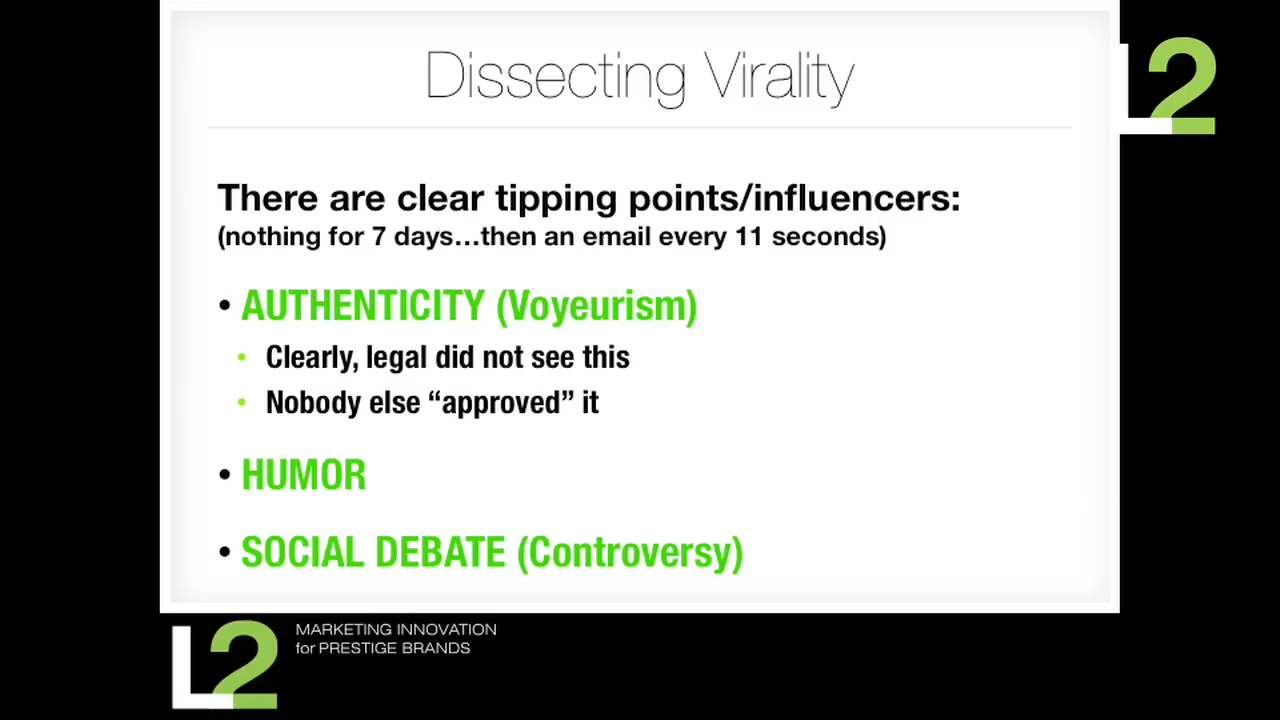 Dissecting Virality
L2
There are clear tipping points/influencers:
(nothing for 7 days…then an email every 11 seconds)
• AUTHENTICITY (Voyeurism)
• Clearly, legal did not see this
• Nobody else “approved” it
• HUMOR
• SOCIAL DEBATE (Controversy)
L2
MARKETING INNOVATION
for PRESTIGE BRANDS